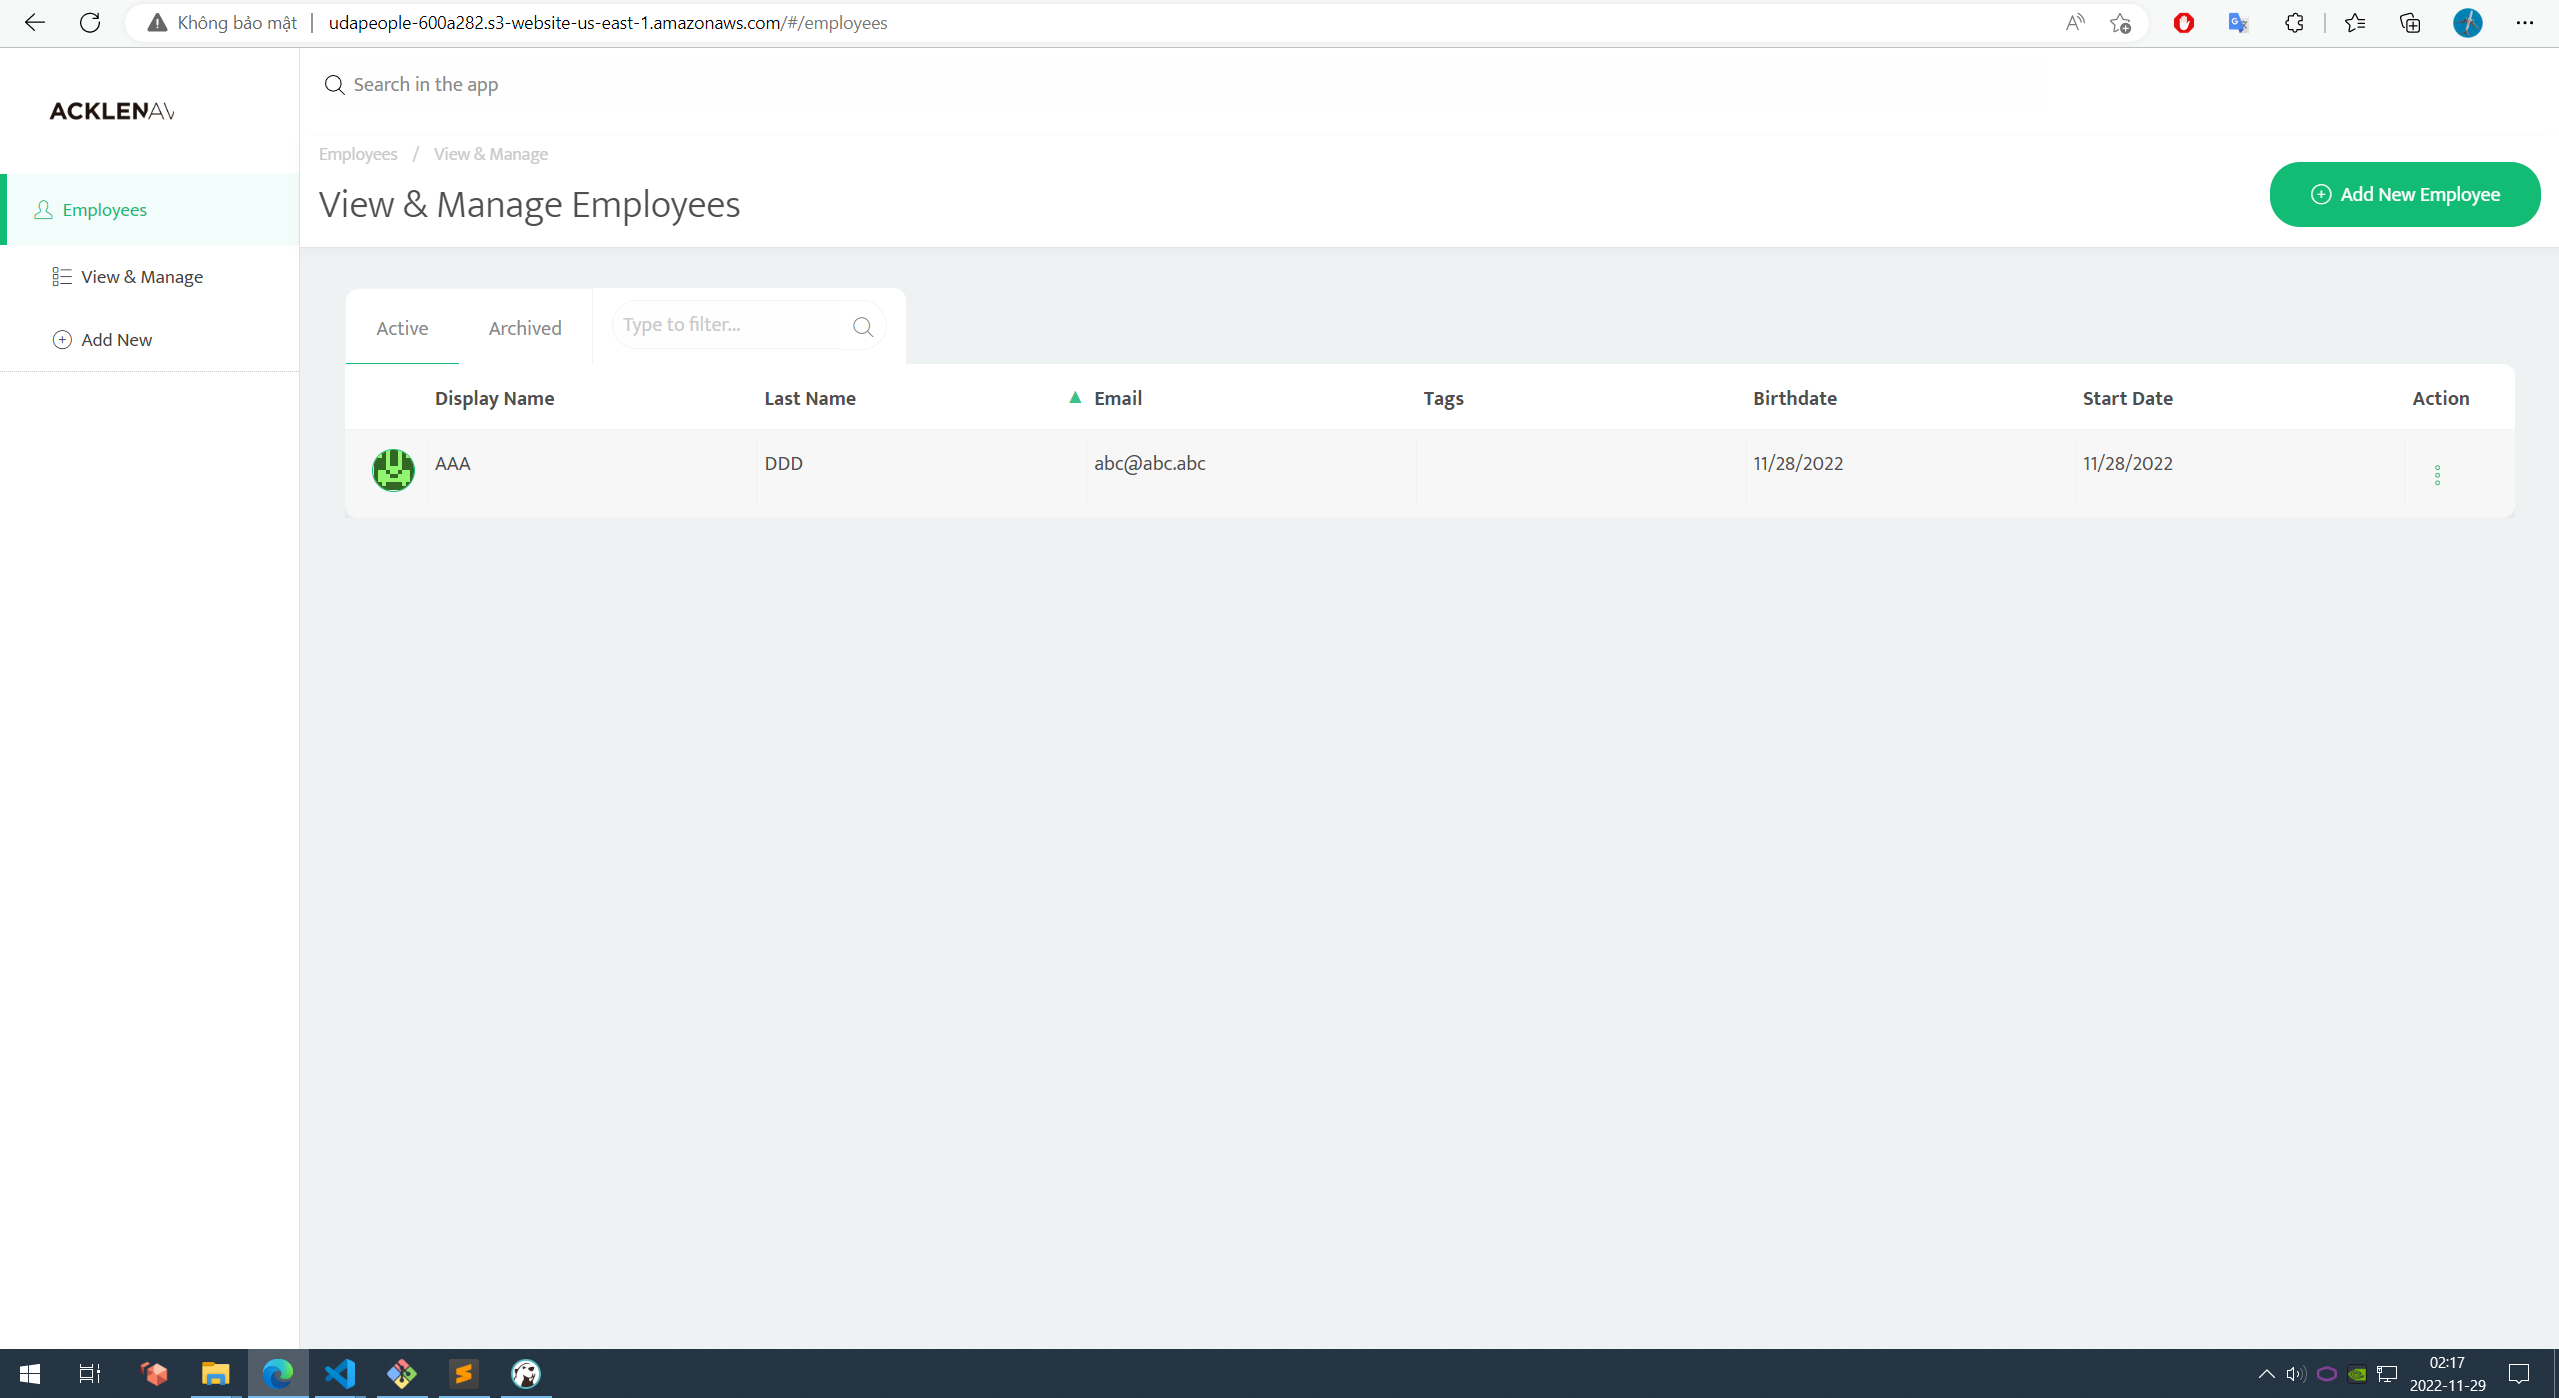 Không bảo mật | udapeople-600a282.s3-website-us-east-1.amazonaws.com/#/employees
ACKLENAV
Search in the app
Employees / View & Manage
View & Manage Employees
Add New Employee
Employees
View & Manage
Add New
Active Archived Type to filter...
Display Name Last Name Email Tags Birthdate Start Date Action
AAA DDD abc@abc.abc 11/28/2022 11/28/2022
02:17
2022-11-29